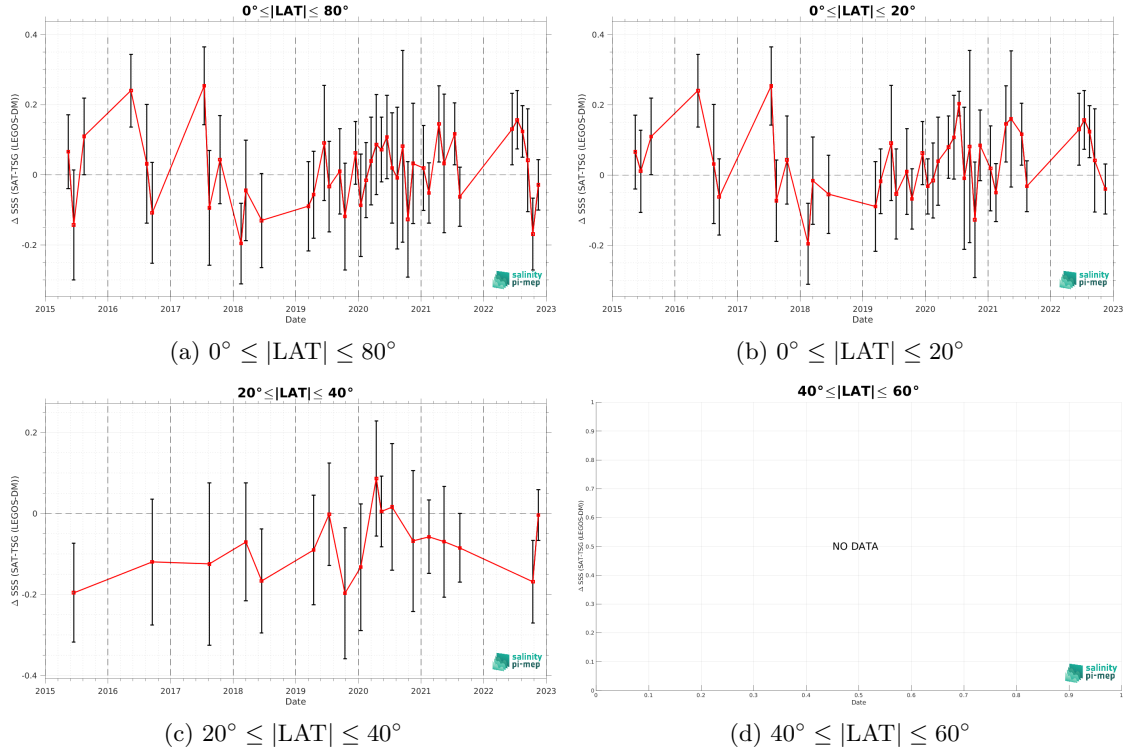 0°≤|LAT|≤ 80°
Δ SSS (SAT-TSG (LEGOS-DM))
0.4
0.2
0
-0.2
2015 2016 2017 2018 2019 2020 2021 2022 2023
Date
salinity
pi-mep
(a) 0° ≤ |LAT| ≤ 80°
0°≤|LAT|≤ 20°
Δ SSS (SAT-TSG (LEGOS-DM))
0.4
0.2
0
-0.2
2015 2016 2017 2018 2019 2020 2021 2022 2023
Date
salinity
pi-mep
(b) 0° ≤ |LAT| ≤ 20°
20°≤|LAT|≤ 40°
Δ SSS (SAT-TSG (LEGOS-DM))
0.2
0
-0.2
-0.4
2015 2016 2017 2018 2019 2020 2021 2022 2023
Date
salinity
pi-mep
(c) 20° ≤ |LAT| ≤ 40°
40°≤|LAT|≤ 60°
Δ SSS (SAT-TSG (LEGOS-DM))
1
0.9
0.8
0.7
0.6
0.5
0.4
0.3
0.2
0.1
0
NO DATA
0 0.1 0.2 0.3 0.4 0.5 0.6 0.7 0.8 0.9 1
Date
salinity
pi-mep
(d) 40° ≤ |LAT| ≤ 60°